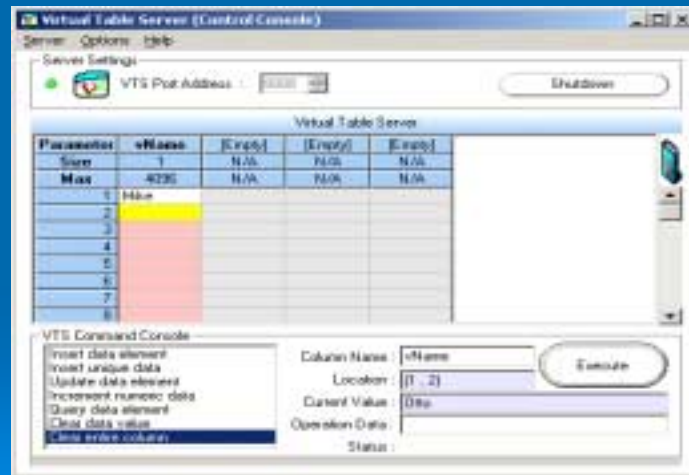 Virtual Table Server (Control Console)
Server Options Help
Server Settings
VTS Port Address :
Shutdown
Virtual Table Server
Parameter vName [Empty] [Empty] [Empty]
Size 1 N/A N/A N/A
Max 4096 N/A N/A N/A
1 Mike
2
3
4
5
6
7
8
VTS Command Console
Insert data element
Insert unique data
Update data element
Increment numeric data
Query data element
Clear data value
Clear entire column
Column Name : vName
Location : (1 , 2)
Current Value :
Operation Data :
Status :
Execute